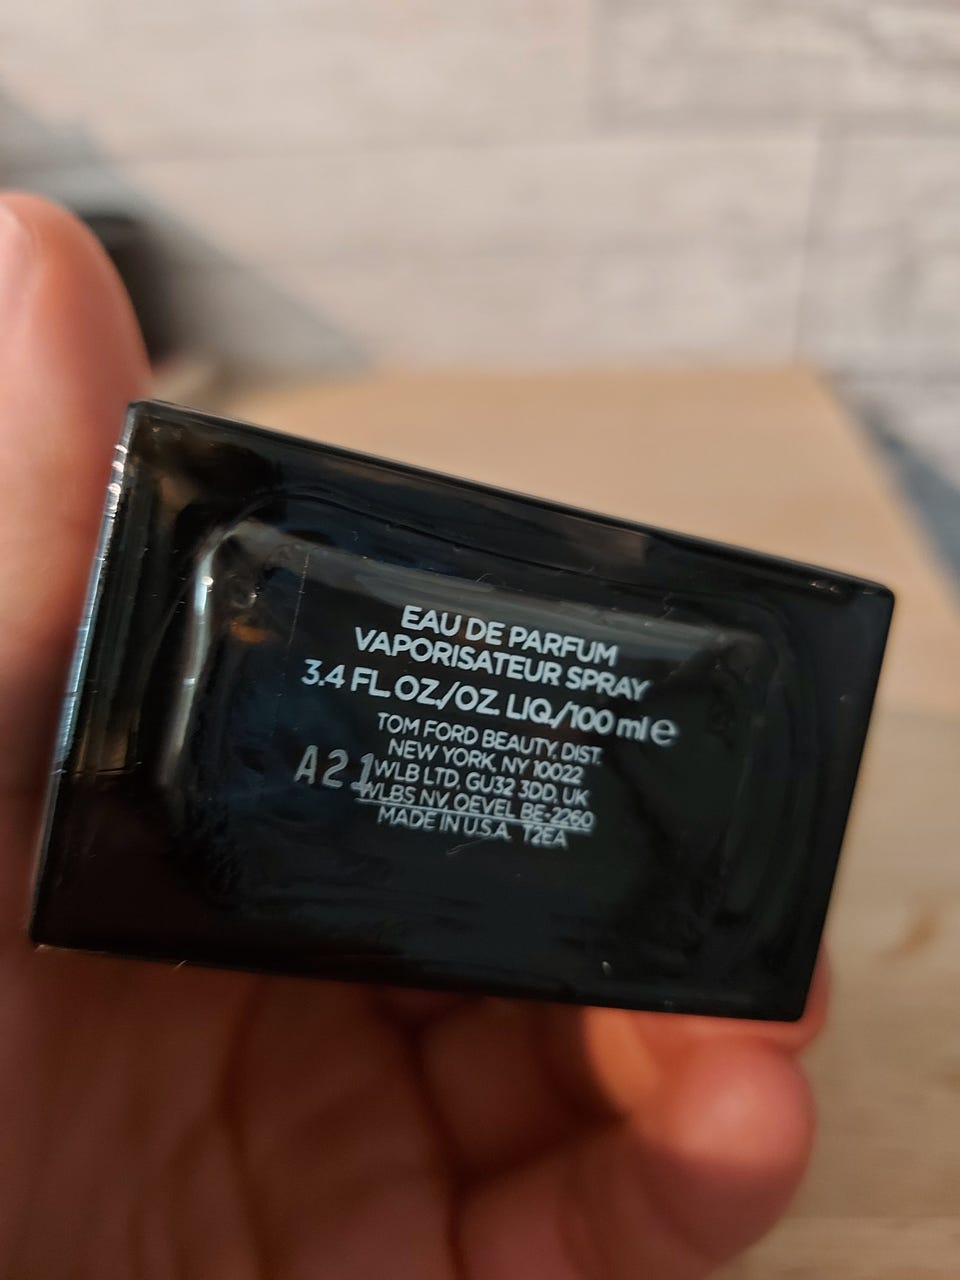 EAU DE PARFUM
VAPORISATEUR SPRAY
3.4 FL OZ./OZ. LIQ./100 ml ℮
TOM FORD BEAUTY, DIST.
NEW YORK, NY 10022
WLB LTD, GU32 3DD, UK
A21
WLBS NV, OEVEL BE-2260
MADE IN U.S.A. T2EA